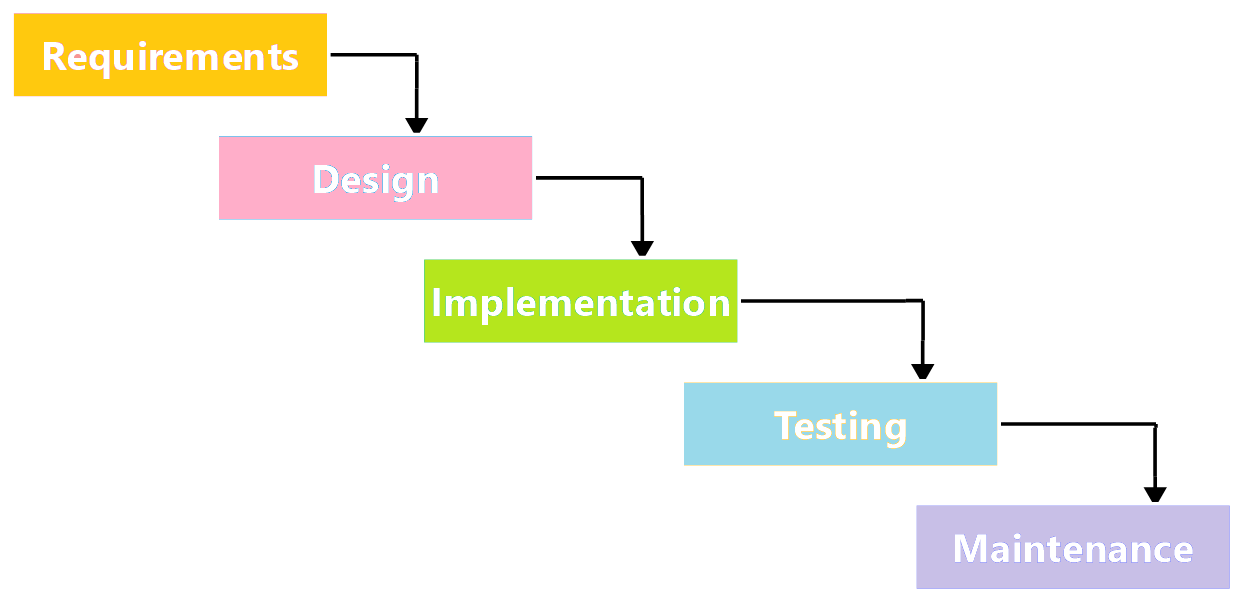 Requirements
Design
Implementation
Testing
Maintenance